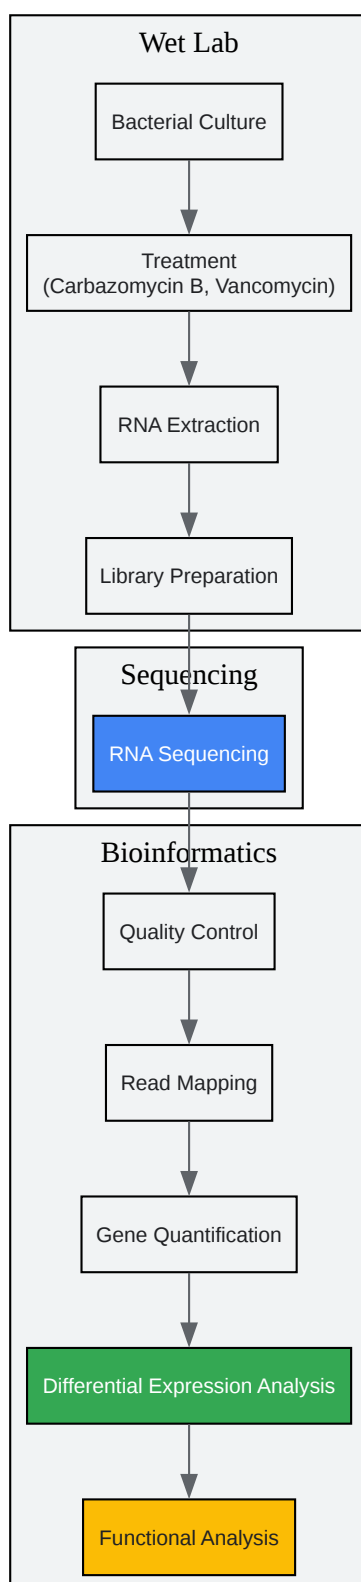 Wet Lab
Bacterial Culture
Treatment
(Carbazomycin B, Vancomycin)
RNA Extraction
Library Preparation
Sequencing
RNA Sequencing
Bioinformatics
Quality Control
Read Mapping
Gene Quantification
Differential Expression Analysis
Functional Analysis